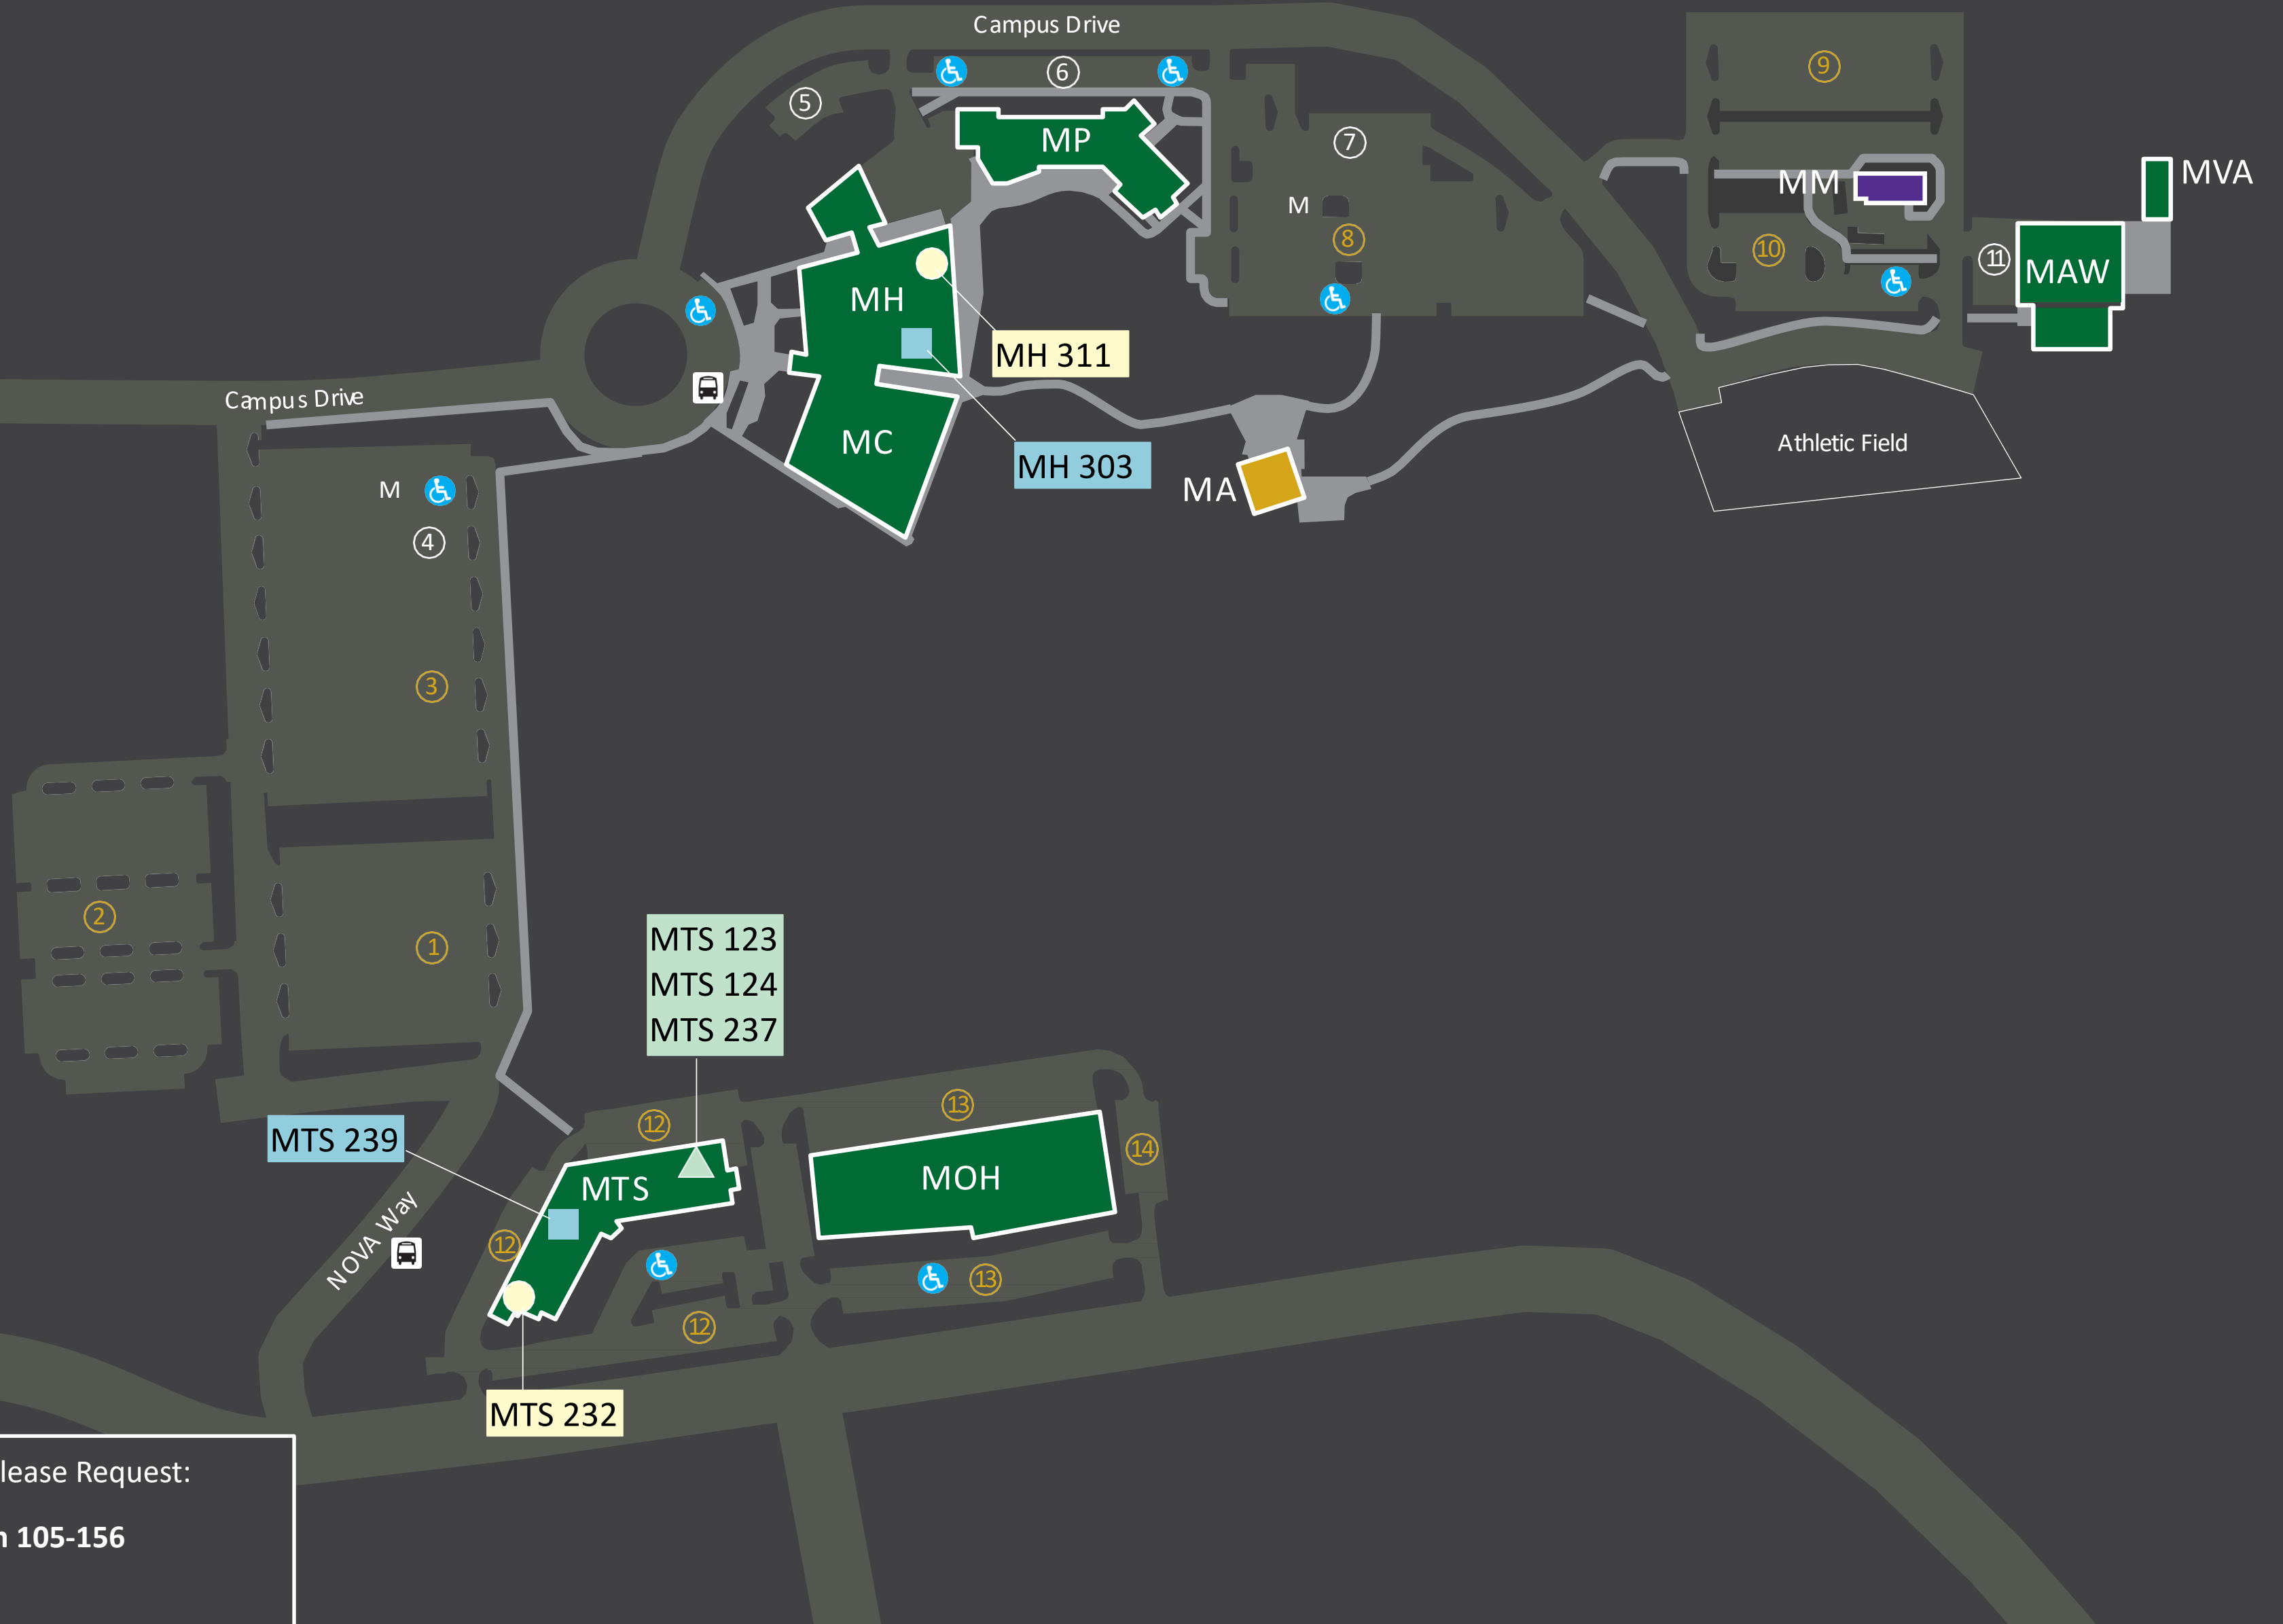 Campus Drive
5
6
7
8
9
10
11
MP
MM
MVA
MAW
M
MH
MH 311
MC
MH 303
MA
Athletic Field
Campus Drive
M
4
3
2
1
MTS 123
MTS 124
MTS 237
MTS 239
12
13
14
MTS
MOH
12
NOVA Way
13
12
MTS 232
lease Request:
105-156